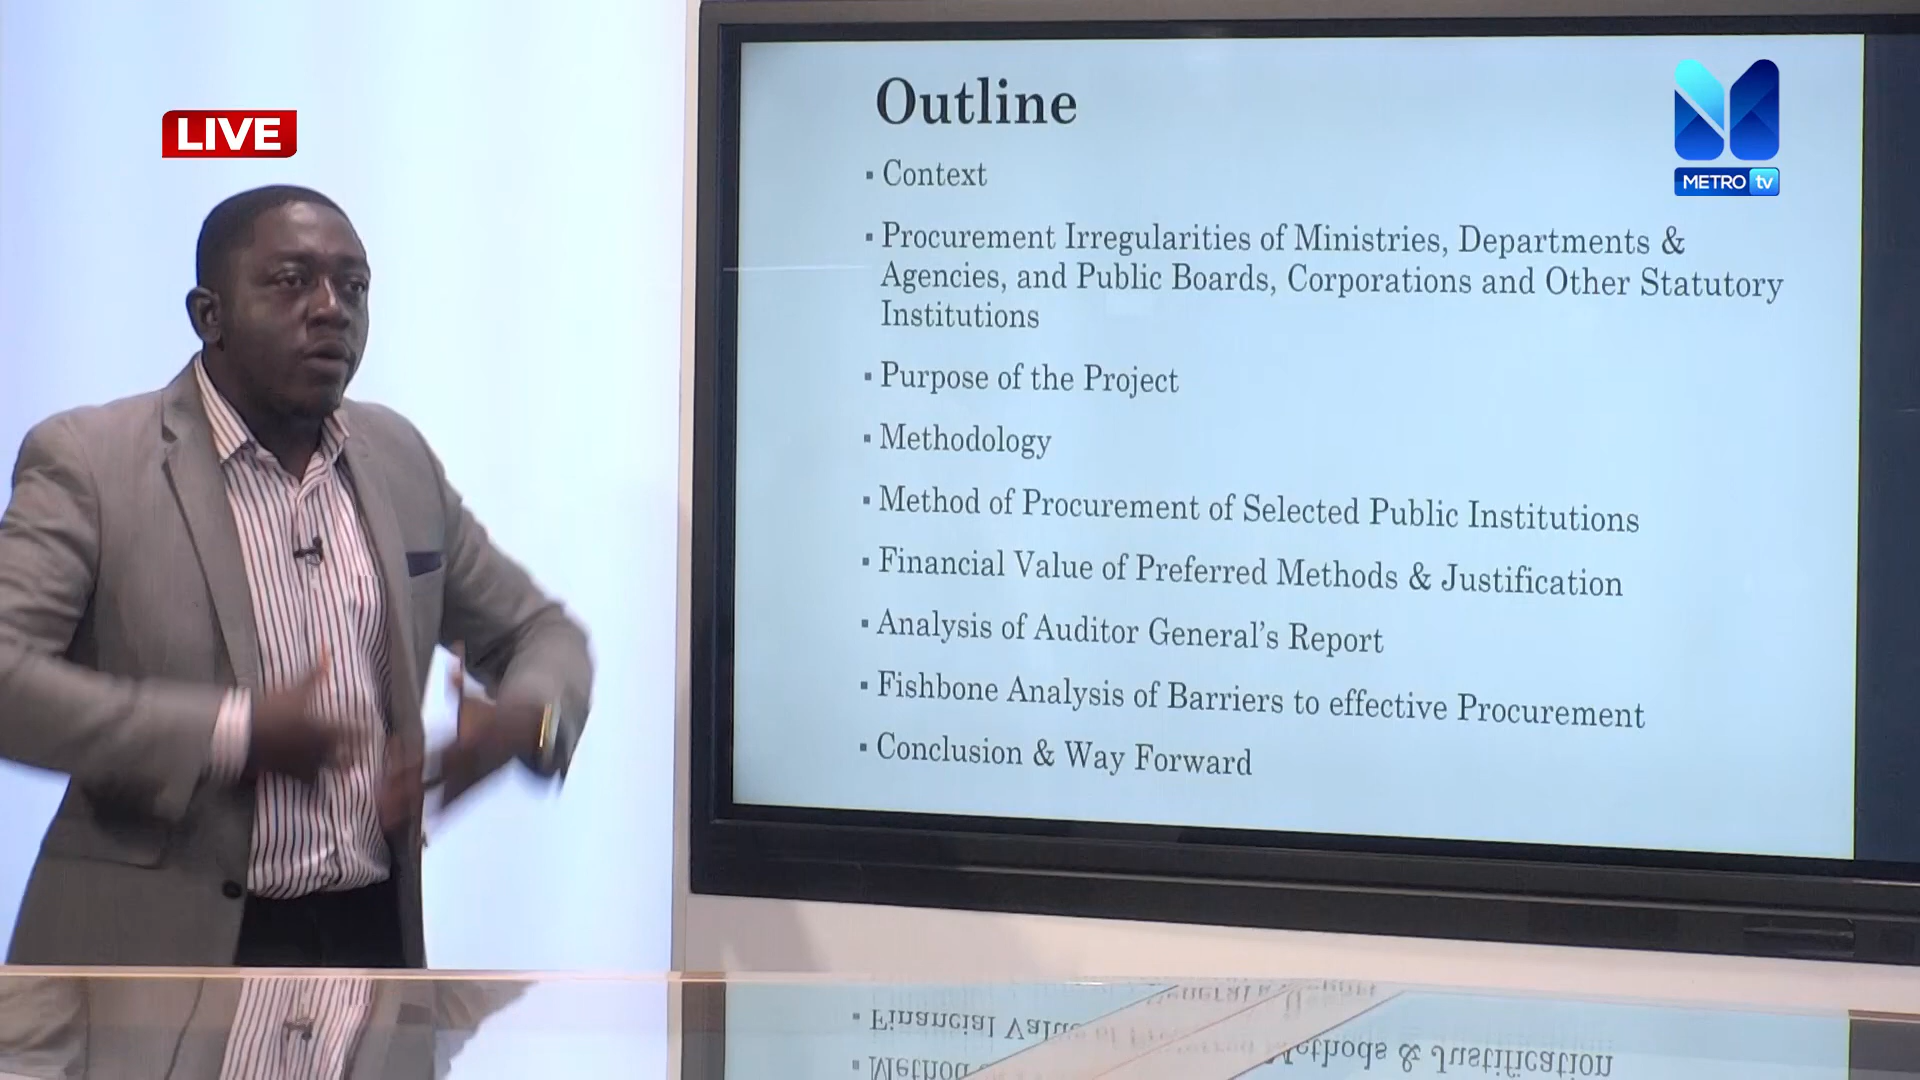 LIVE
Outline
METRO tv
▪ Context
▪ Procurement Irregularities of Ministries, Departments &
Agencies, and Public Boards, Corporations and Other Statutory
Institutions
▪ Purpose of the Project
▪ Methodology
▪ Method of Procurement of Selected Public Institutions
▪ Financial Value of Preferred Methods & Justification
▪ Analysis of Auditor General's Report
▪ Fishbone Analysis of Barriers to effective Procurement
▪ Conclusion & Way Forward